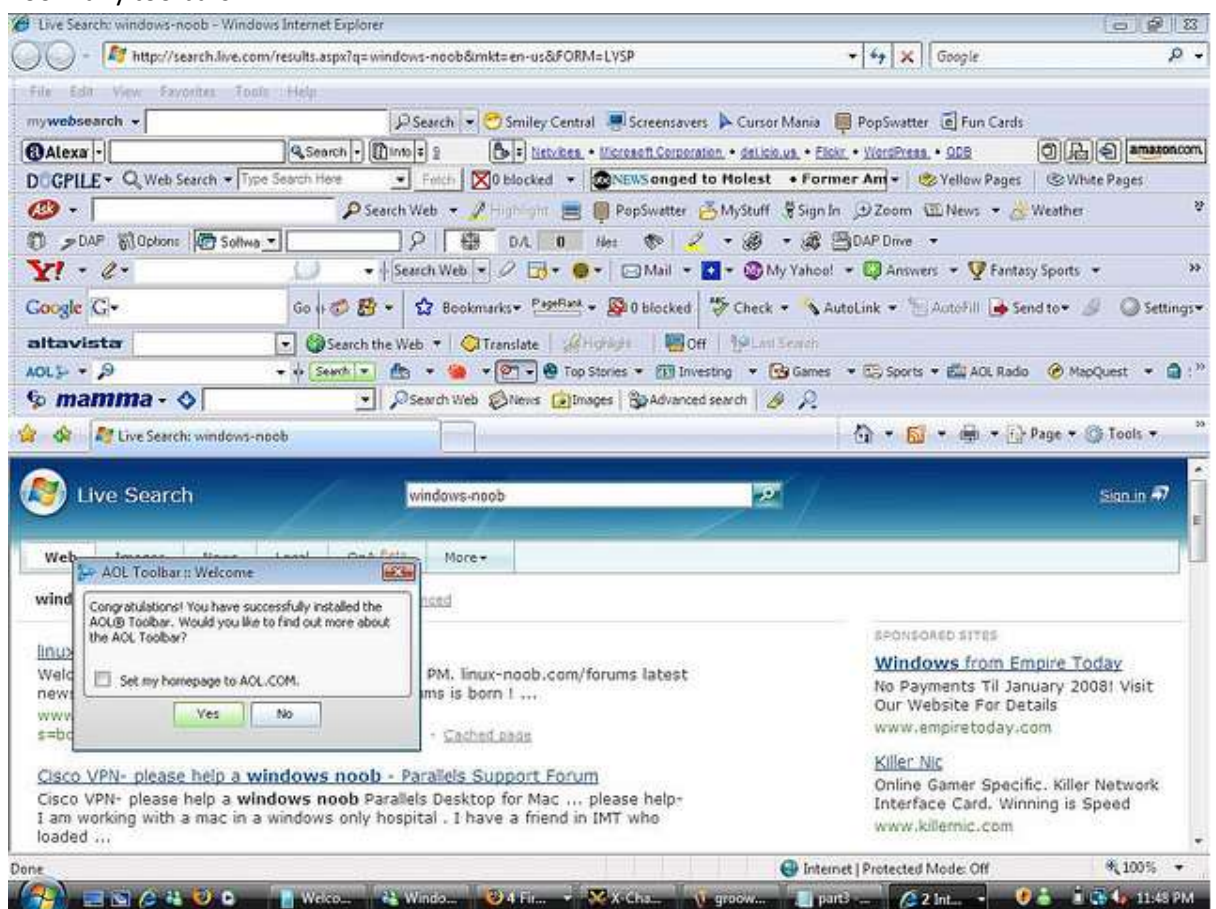 Live Search: windows-noob - Windows Internet Explorer
http://search.live.com/results.aspx?q=windows-noob&mkt=en-us&FORM=LVSP
Google
File Edit View Favorites Tools Help
mywebsearch Search Smiley Central Screensavers Cursor Mania PopSwatter Fun Cards
Alexa Search Info 9 Netvibes • Microsoft Corporation • del.icio.us • Flickr • WordPress • ODB amazon.com
DOGPILE Web Search Type Search Here Fetch 0 blocked NEWS onged to Molest • Former Am Yellow Pages White Pages
Ask Search Web Highlight PopSwatter MyStuff Sign In Zoom News Weather
DAP Options Softwa D/L 0 DAP Drive
Y! Search Web Mail My Yahoo! Answers Fantasy Sports »
Google G Go Bookmarks PageRank 0 blocked Check AutoLink AutoFill Send to Settings
altavista Search the Web Translate Highlight Off Last Search
AOL Search Top Stories Investing Games Sports AOL Radio MapQuest »
mamma Search Web News Images Advanced search
Live Search: windows-noob Page Tools »
Live Search windows-noob Sign in
Web More
AOL Toolbar :: Welcome
Congratulations! You have successfully installed the
AOL® Toolbar. Would you like to find out more about
the AOL Toolbar?
Set my homepage to AOL.COM.
Yes No
wind
linux
Welc PM. linux-noob.com/forums latest
news ms is born ! ...
www
s=bc - Cached page
Cisco VPN- please help a windows noob - Parallels Support Forum
Cisco VPN- please help a windows noob Parallels Desktop for Mac ... please help-
I am working with a mac in a windows only hospital . I have a friend in IMT who
loaded ...
SPONSORED SITES
Windows from Empire Today
No Payments Til January 2008! Visit
Our Website For Details
www.empiretoday.com
Killer Nic
Online Gamer Specific. Killer Network
Interface Card. Winning is Speed
www.killernic.com
Done Internet | Protected Mode: Off 100%
Welco... Windo... 4 Fir... X-Cha... groow... part3 ... 2 Int... 11:48 PM